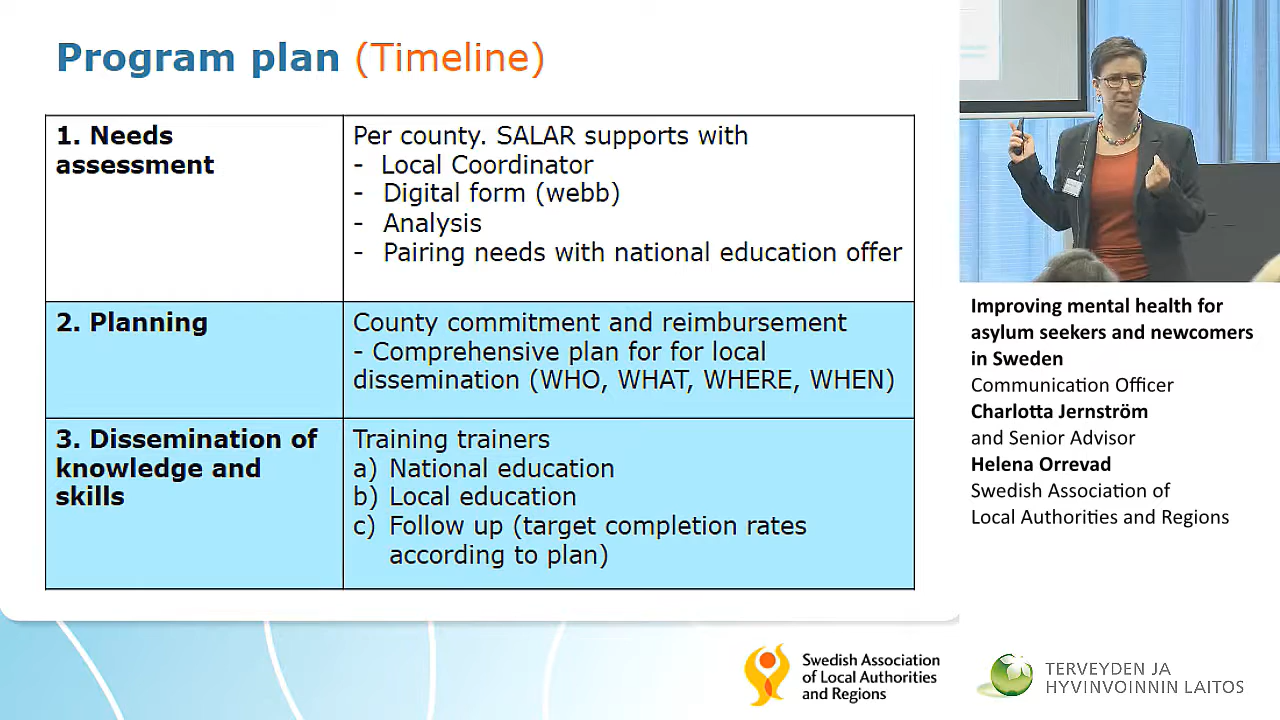 Program plan (Timeline)
1. Needs
assessment
Per county. SALAR supports with
- Local Coordinator
- Digital form (webb)
- Analysis
- Pairing needs with national education offer
2. Planning
County commitment and reimbursement
- Comprehensive plan for for local
dissemination (WHO, WHAT, WHERE, WHEN)
3. Dissemination of
knowledge and
skills
Training trainers
a) National education
b) Local education
c) Follow up (target completion rates
according to plan)
Improving mental health for
asylum seekers and newcomers
in Sweden
Communication Officer
Charlotta Jernström
and Senior Advisor
Helena Orrevad
Swedish Association of
Local Authorities and Regions
Swedish Association
of Local Authorities
and Regions
TERVEYDEN JA
HYVINVOINNIN LAITOS